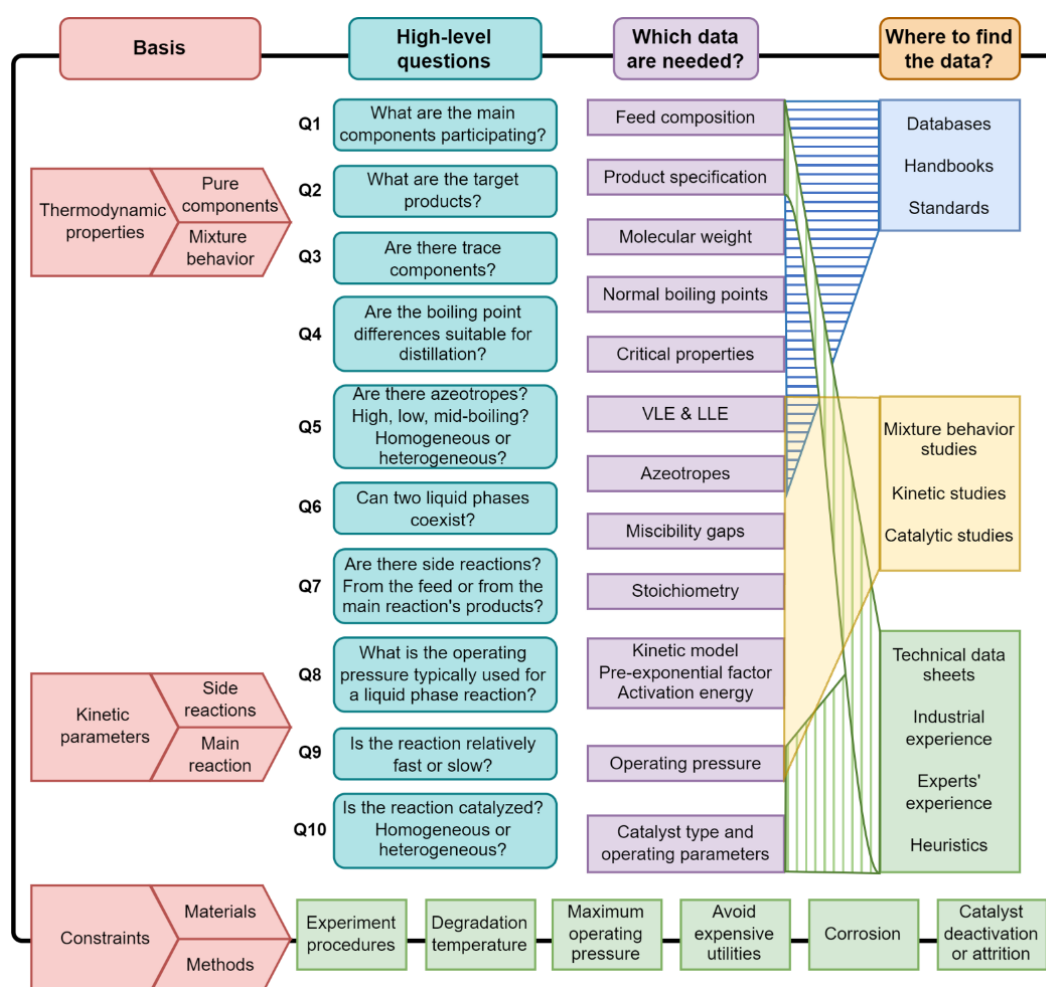 Basis
High-level
questions
Which data
are needed?
Where to find
the data?
Thermodynamic
properties
Pure
components
Mixture
behavior
Kinetic
parameters
Side
reactions
Main
reaction
Q1
What are the main
components participating?
Q2
What are the target
products?
Q3
Are there trace
components?
Q4
Are the boiling point
differences suitable for
distillation?
Q5
Are there azeotropes?
High, low, mid-boiling?
Homogeneous or
heterogeneous?
Q6
Can two liquid phases
coexist?
Q7
Are there side reactions?
From the feed or from the
main reaction's products?
Q8
What is the operating
pressure typically used for
a liquid phase reaction?
Q9
Is the reaction relatively
fast or slow?
Q10
Is the reaction catalyzed?
Homogeneous or
heterogeneous?
Feed composition
Product specification
Molecular weight
Normal boiling points
Critical properties
VLE & LLE
Azeotropes
Miscibility gaps
Stoichiometry
Kinetic model
Pre-exponential factor
Activation energy
Operating pressure
Catalyst type and
operating parameters
Databases
Handbooks
Standards
Mixture behavior
studies
Kinetic studies
Catalytic studies
Technical data
sheets
Industrial
experience
Experts'
experience
Heuristics
Constraints
Materials
Methods
Experiment
procedures
Degradation
temperature
Maximum
operating
pressure
Avoid
expensive
utilities
Corrosion
Catalyst
deactivation
or attrition